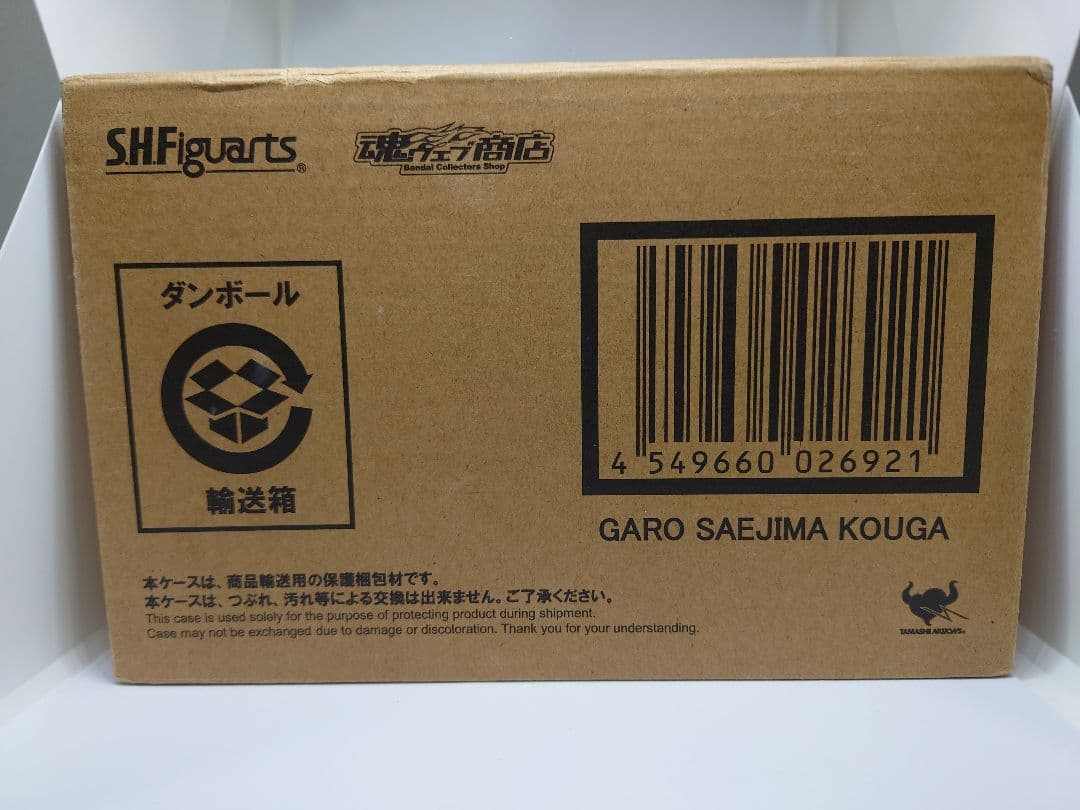 S.H.Figuarts®
魂ウェブ商店
Bandai Collectors Shop
ダンボール
輸送箱
4 549660 026921
GARO SAEJIMA KOUGA
本ケースは、商品輸送用の保護梱包材です。
本ケースは、つぶれ、汚れ等による交換は出来ません。ご了承ください。
This case is used solely for the purpose of protecting product during shipment.
Case may not be exchanged due to damage or discoloration. Thank you for your understanding.
TAMASHII NATIONS®